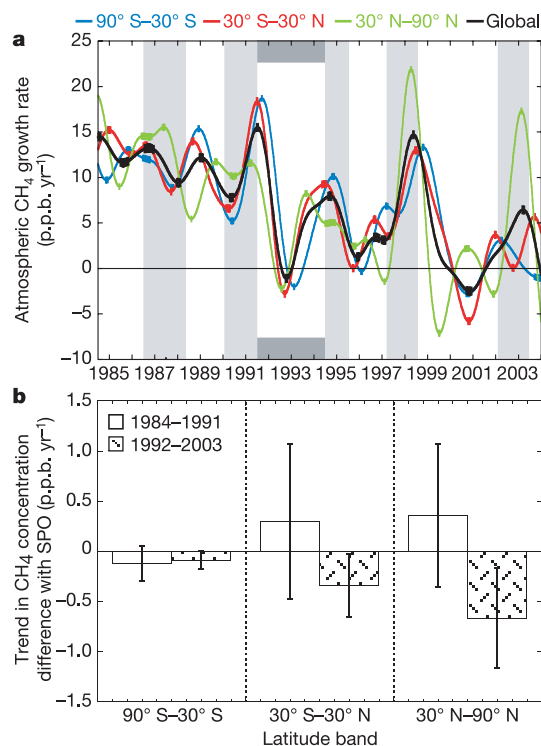 90° S–30° S 30° S–30° N 30° N–90° N Global
a
Atmospheric CH4 growth rate
(p.p.b. yr–1)
25
20
15
10
5
0
−5
−10
1985 1987 1989 1991 1993 1995 1997 1999 2001 2003
b
Trend in CH4 concentration
difference with SPO (p.p.b. yr–1)
1.5
1.0
0.5
0
−0.5
−1.0
−1.5
1984–1991
1992–2003
90° S–30° S 30° S–30° N 30° N–90° N
Latitude band